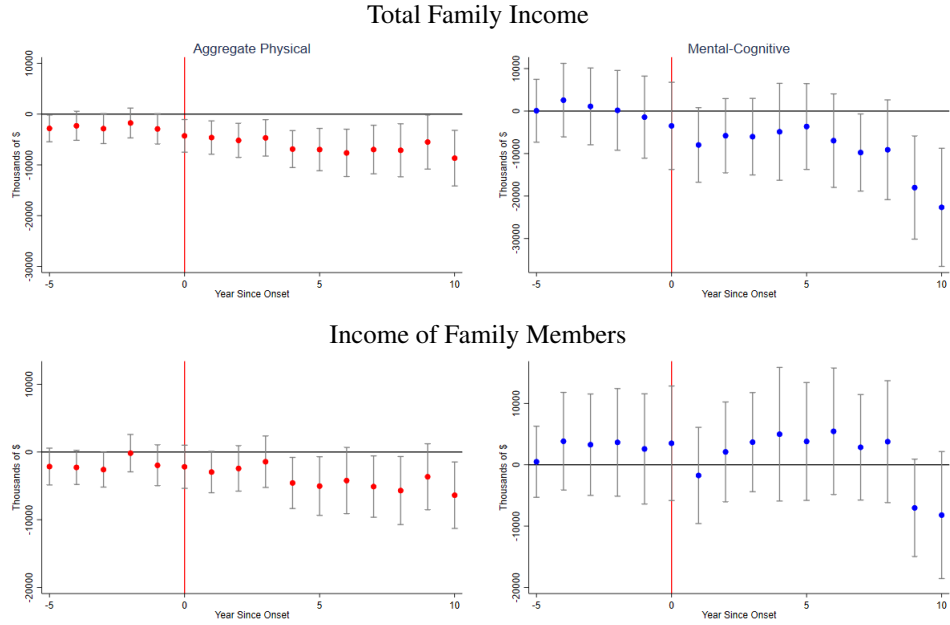 Total Family Income
Aggregate Physical
Thousands of $
10000
0
-10000
-20000
-30000
-5
0
5
10
Year Since Onset
Mental-Cognitive
Thousands of $
10000
0
-10000
-20000
-30000
-5
0
5
10
Year Since Onset
Income of Family Members
Thousands of $
10000
0
-10000
-20000
-5
0
5
10
Year Since Onset
Thousands of $
10000
0
-10000
-20000
-5
0
5
10
Year Since Onset